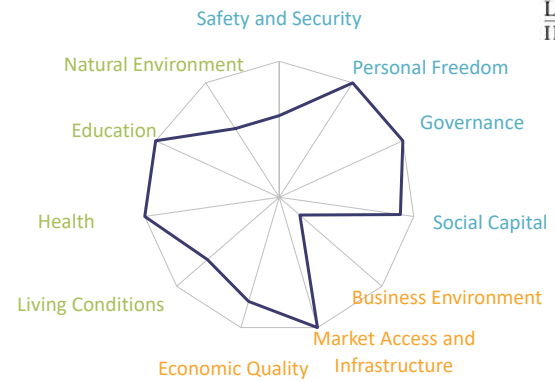 Safety and Security
Natural Environment
Personal Freedom
Education
Governance
Health
Social Capital
Living Conditions
Business Environment
Market Access and
Infrastructure
Economic Quality